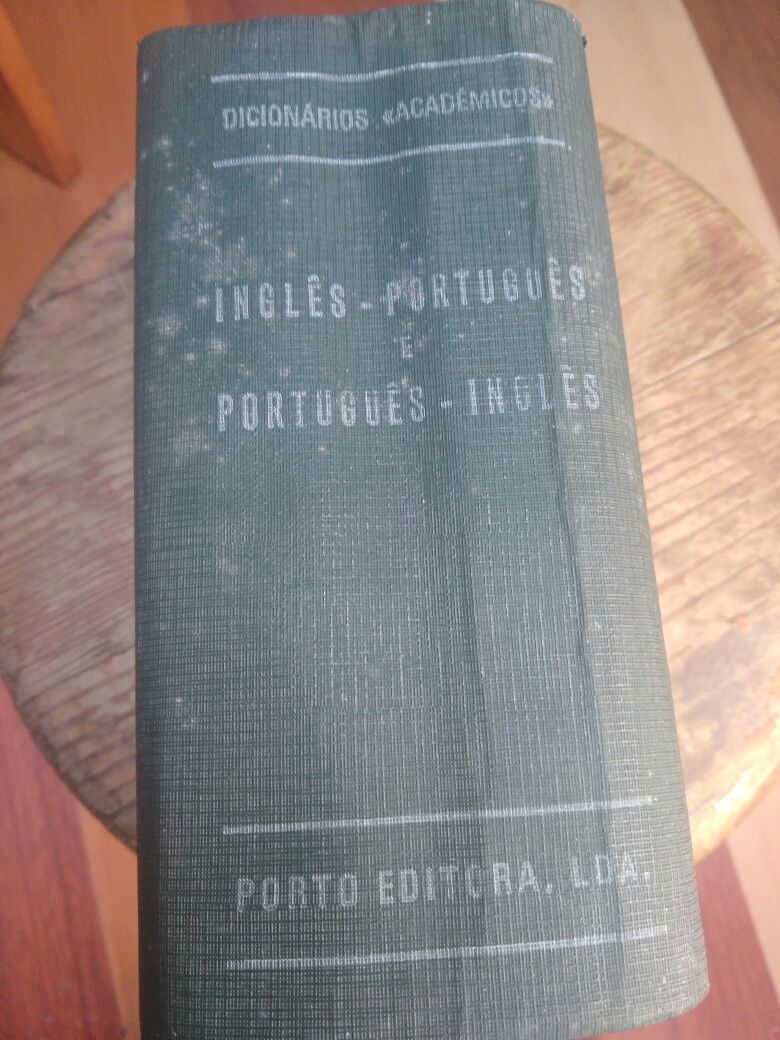 DICIONÁRIOS «ACADÉMICOS»
INGLÊS - PORTUGUÊS
E
PORTUGUÊS - INGLÊS
PORTO EDITORA, LDA.